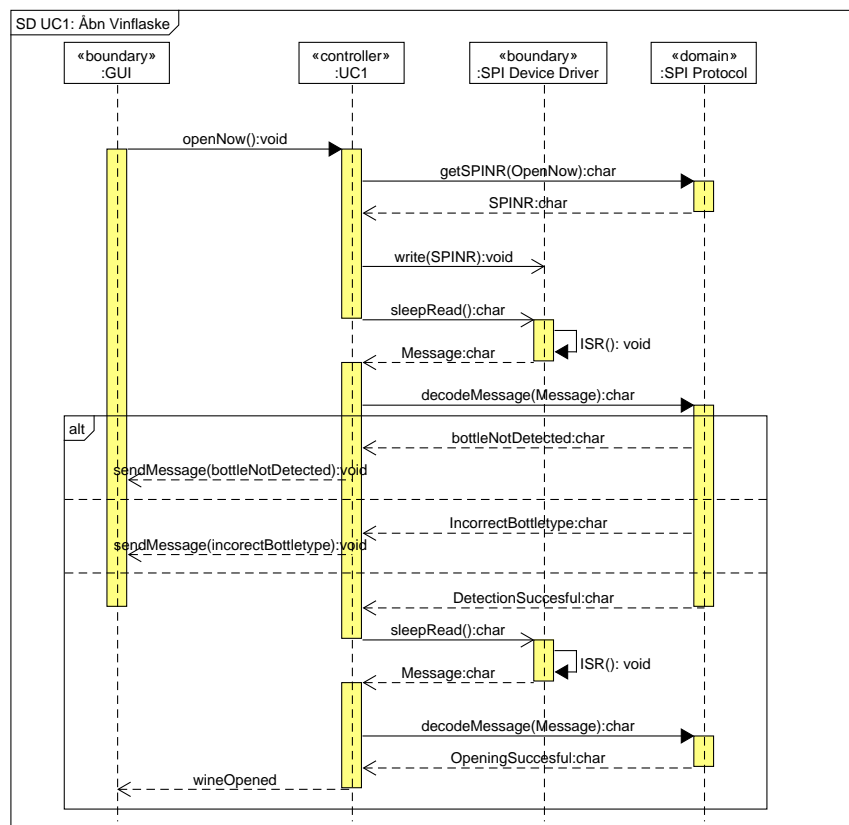 SD UC1: Åbn Vinflaske
«boundary»
:GUI
«controller»
:UC1
«boundary»
:SPI Device Driver
«domain»
:SPI Protocol
openNow():void
getSPINR(OpenNow):char
SPINR:char
write(SPINR):void
sleepRead():char
ISR(): void
Message:char
decodeMessage(Message):char
alt
bottleNotDetected:char
sendMessage(bottleNotDetected):void
IncorrectBottletype:char
sendMessage(incorectBottletype):void
DetectionSuccesful:char
sleepRead():char
ISR(): void
Message:char
decodeMessage(Message):char
OpeningSuccesful:char
wineOpened